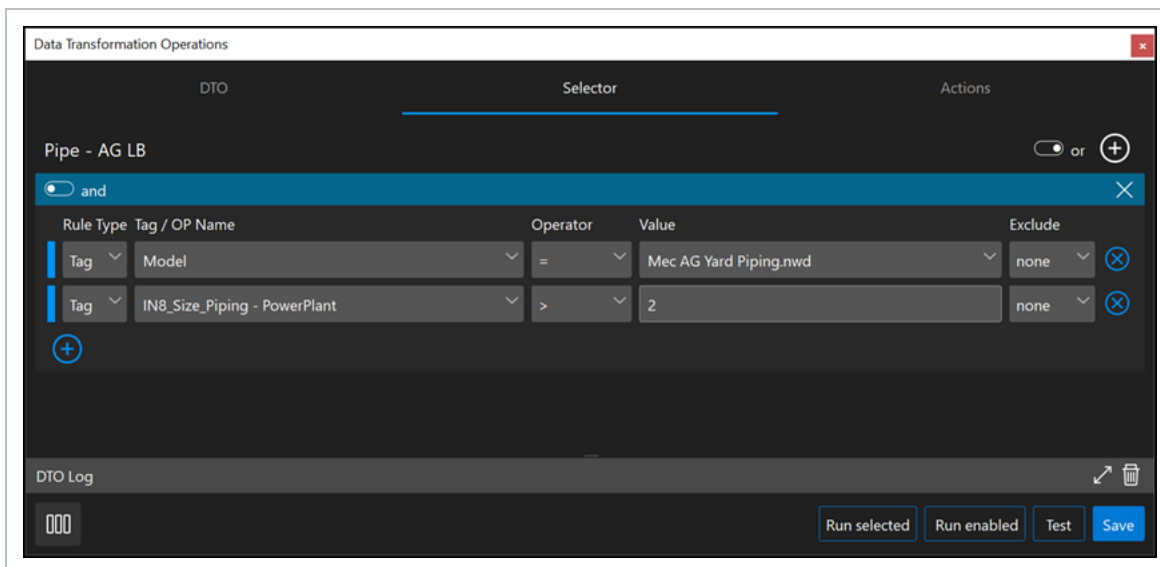 Data Transformation Operations
DTO Selector Actions
Pipe - AG LB or
and
Rule Type Tag / OP Name Operator Value Exclude
Tag Model = Mec AG Yard Piping.nwd none
Tag IN8_Size_Piping - PowerPlant > 2 none
DTO Log
Run selected Run enabled Test Save